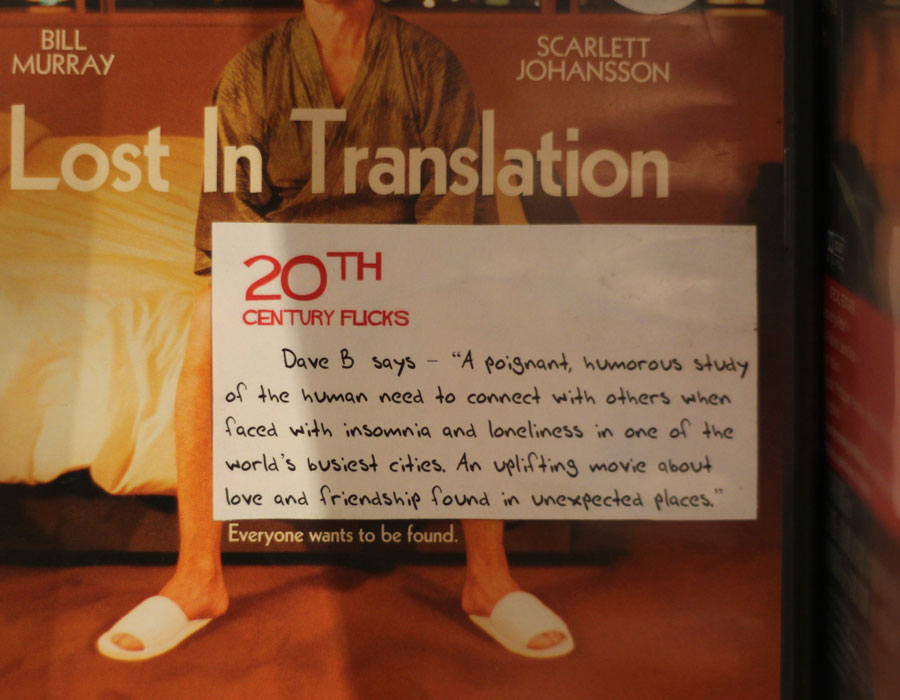 BILL
MURRAY
SCARLETT
JOHANSSON
Lost In Translation
20TH
CENTURY FLICKS
Dave B says - "A poignant, humorous study
of the human need to connect with others when
faced with insomnia and loneliness in one of the
world's busiest cities. An uplifting movie about
love and friendship found in unexpected places."
Everyone wants to be found.